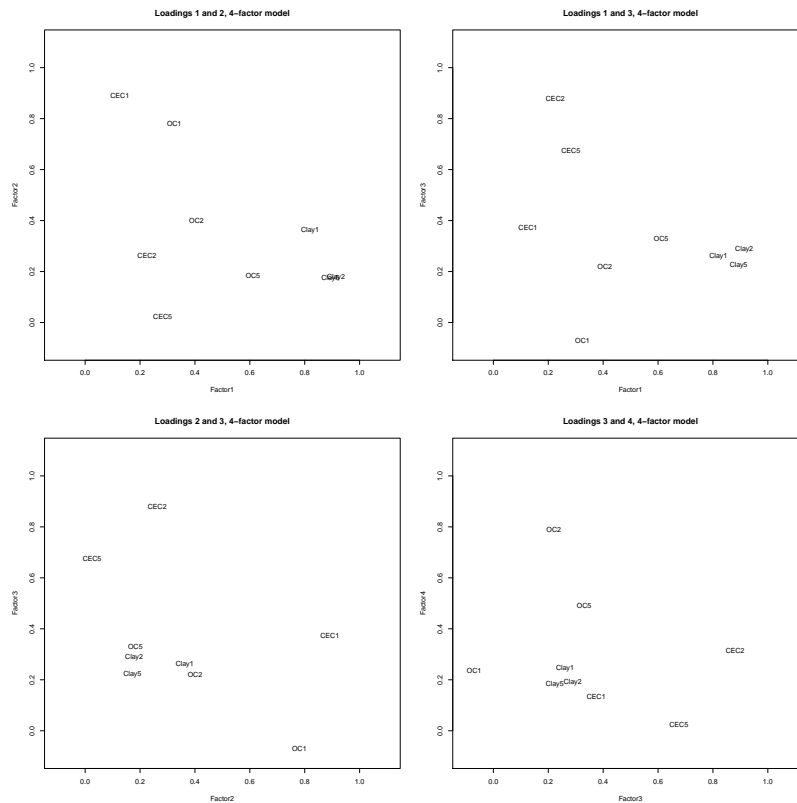 Loadings 1 and 2, 4−factor model
1.0
CEC1
0.8
OC1
0.6
Factor2
0.4
OC2
Clay1
CEC2
0.2
OC5
Clay5
Clay2
CEC5
0.0
0.0 0.2 0.4 0.6 0.8 1.0
Factor1
Loadings 1 and 3, 4−factor model
1.0
CEC2
0.8
CEC5
0.6
Factor3
0.4
CEC1
OC5
Clay2
Clay1
Clay5
OC2
0.2
0.0
OC1
0.0 0.2 0.4 0.6 0.8 1.0
Factor1
Loadings 2 and 3, 4−factor model
1.0
CEC2
0.8
CEC5
0.6
Factor3
0.4
CEC1
OC5
Clay2
Clay1
Clay5
OC2
0.2
0.0
OC1
0.0 0.2 0.4 0.6 0.8 1.0
Factor2
Loadings 3 and 4, 4−factor model
1.0
OC2
0.8
0.6
Factor4
OC5
0.4
CEC2
OC1
Clay1
0.2
Clay5
Clay2
CEC1
CEC5
0.0
0.0 0.2 0.4 0.6 0.8 1.0
Factor3